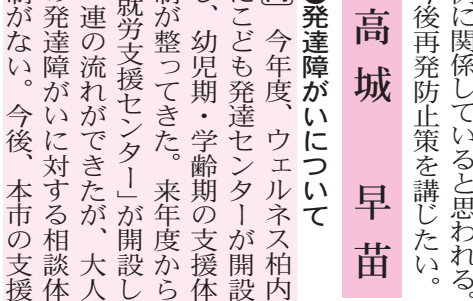 に関係していると思われる。
今後再発防止策を講じたい。
高城 早苗
●発達障がいについて
今年度、ウェルネス柏内
にこども発達センターが開設
し、幼児期・学齢期の支援体
制が整ってきた。来年度から
就労支援センター」が開設し
連の流れができたが、大人
の発達障がいに対する相談体
制がない。今後、本市の支援